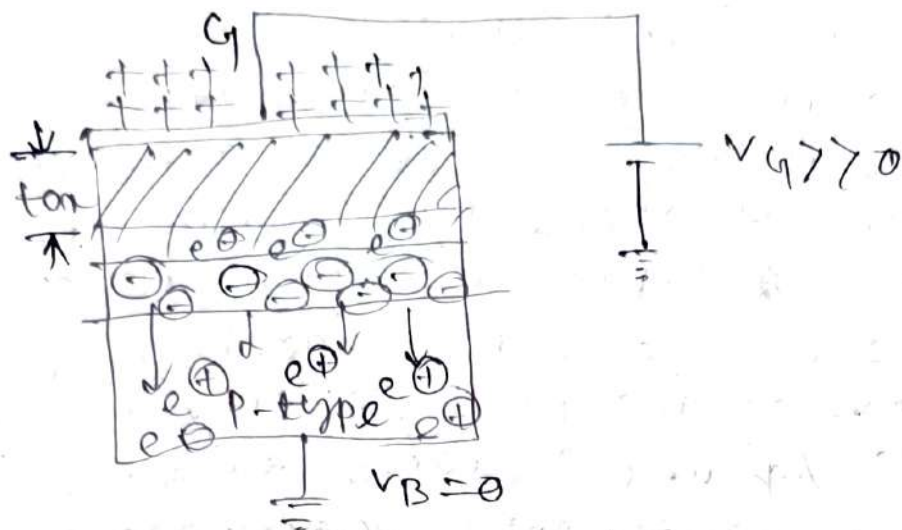 G
+ + + + + + +
+ + + + + + +
VG >> 0
tox
e⊕ e⊕ e⊕
⊖ ⊖ ⊖ ⊖
⊖ ⊖ ⊖ ⊖
e⊕ e⊕ e⊕
p-type
e⊖ e⊕
VB = 0